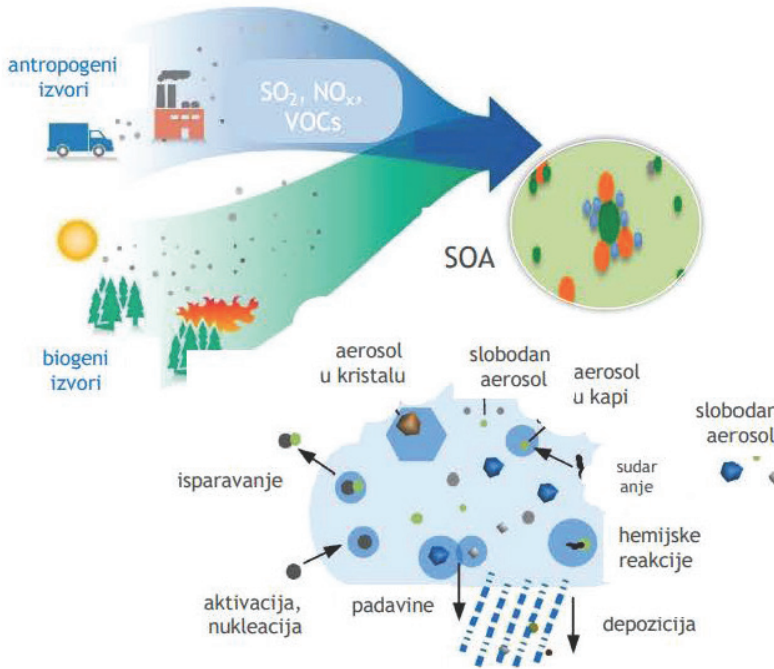 antropogeni
izvori
SO₂, NOₓ,
VOCs
SOA
biogeni
izvori
aerosol
u kristalu
slobodan
aerosol
aerosol
u kapi
slobodan
aerosol
isparavanje
sudar
anje
hemijske
reakcije
aktivacija,
nukleacija
padavine
depozicija